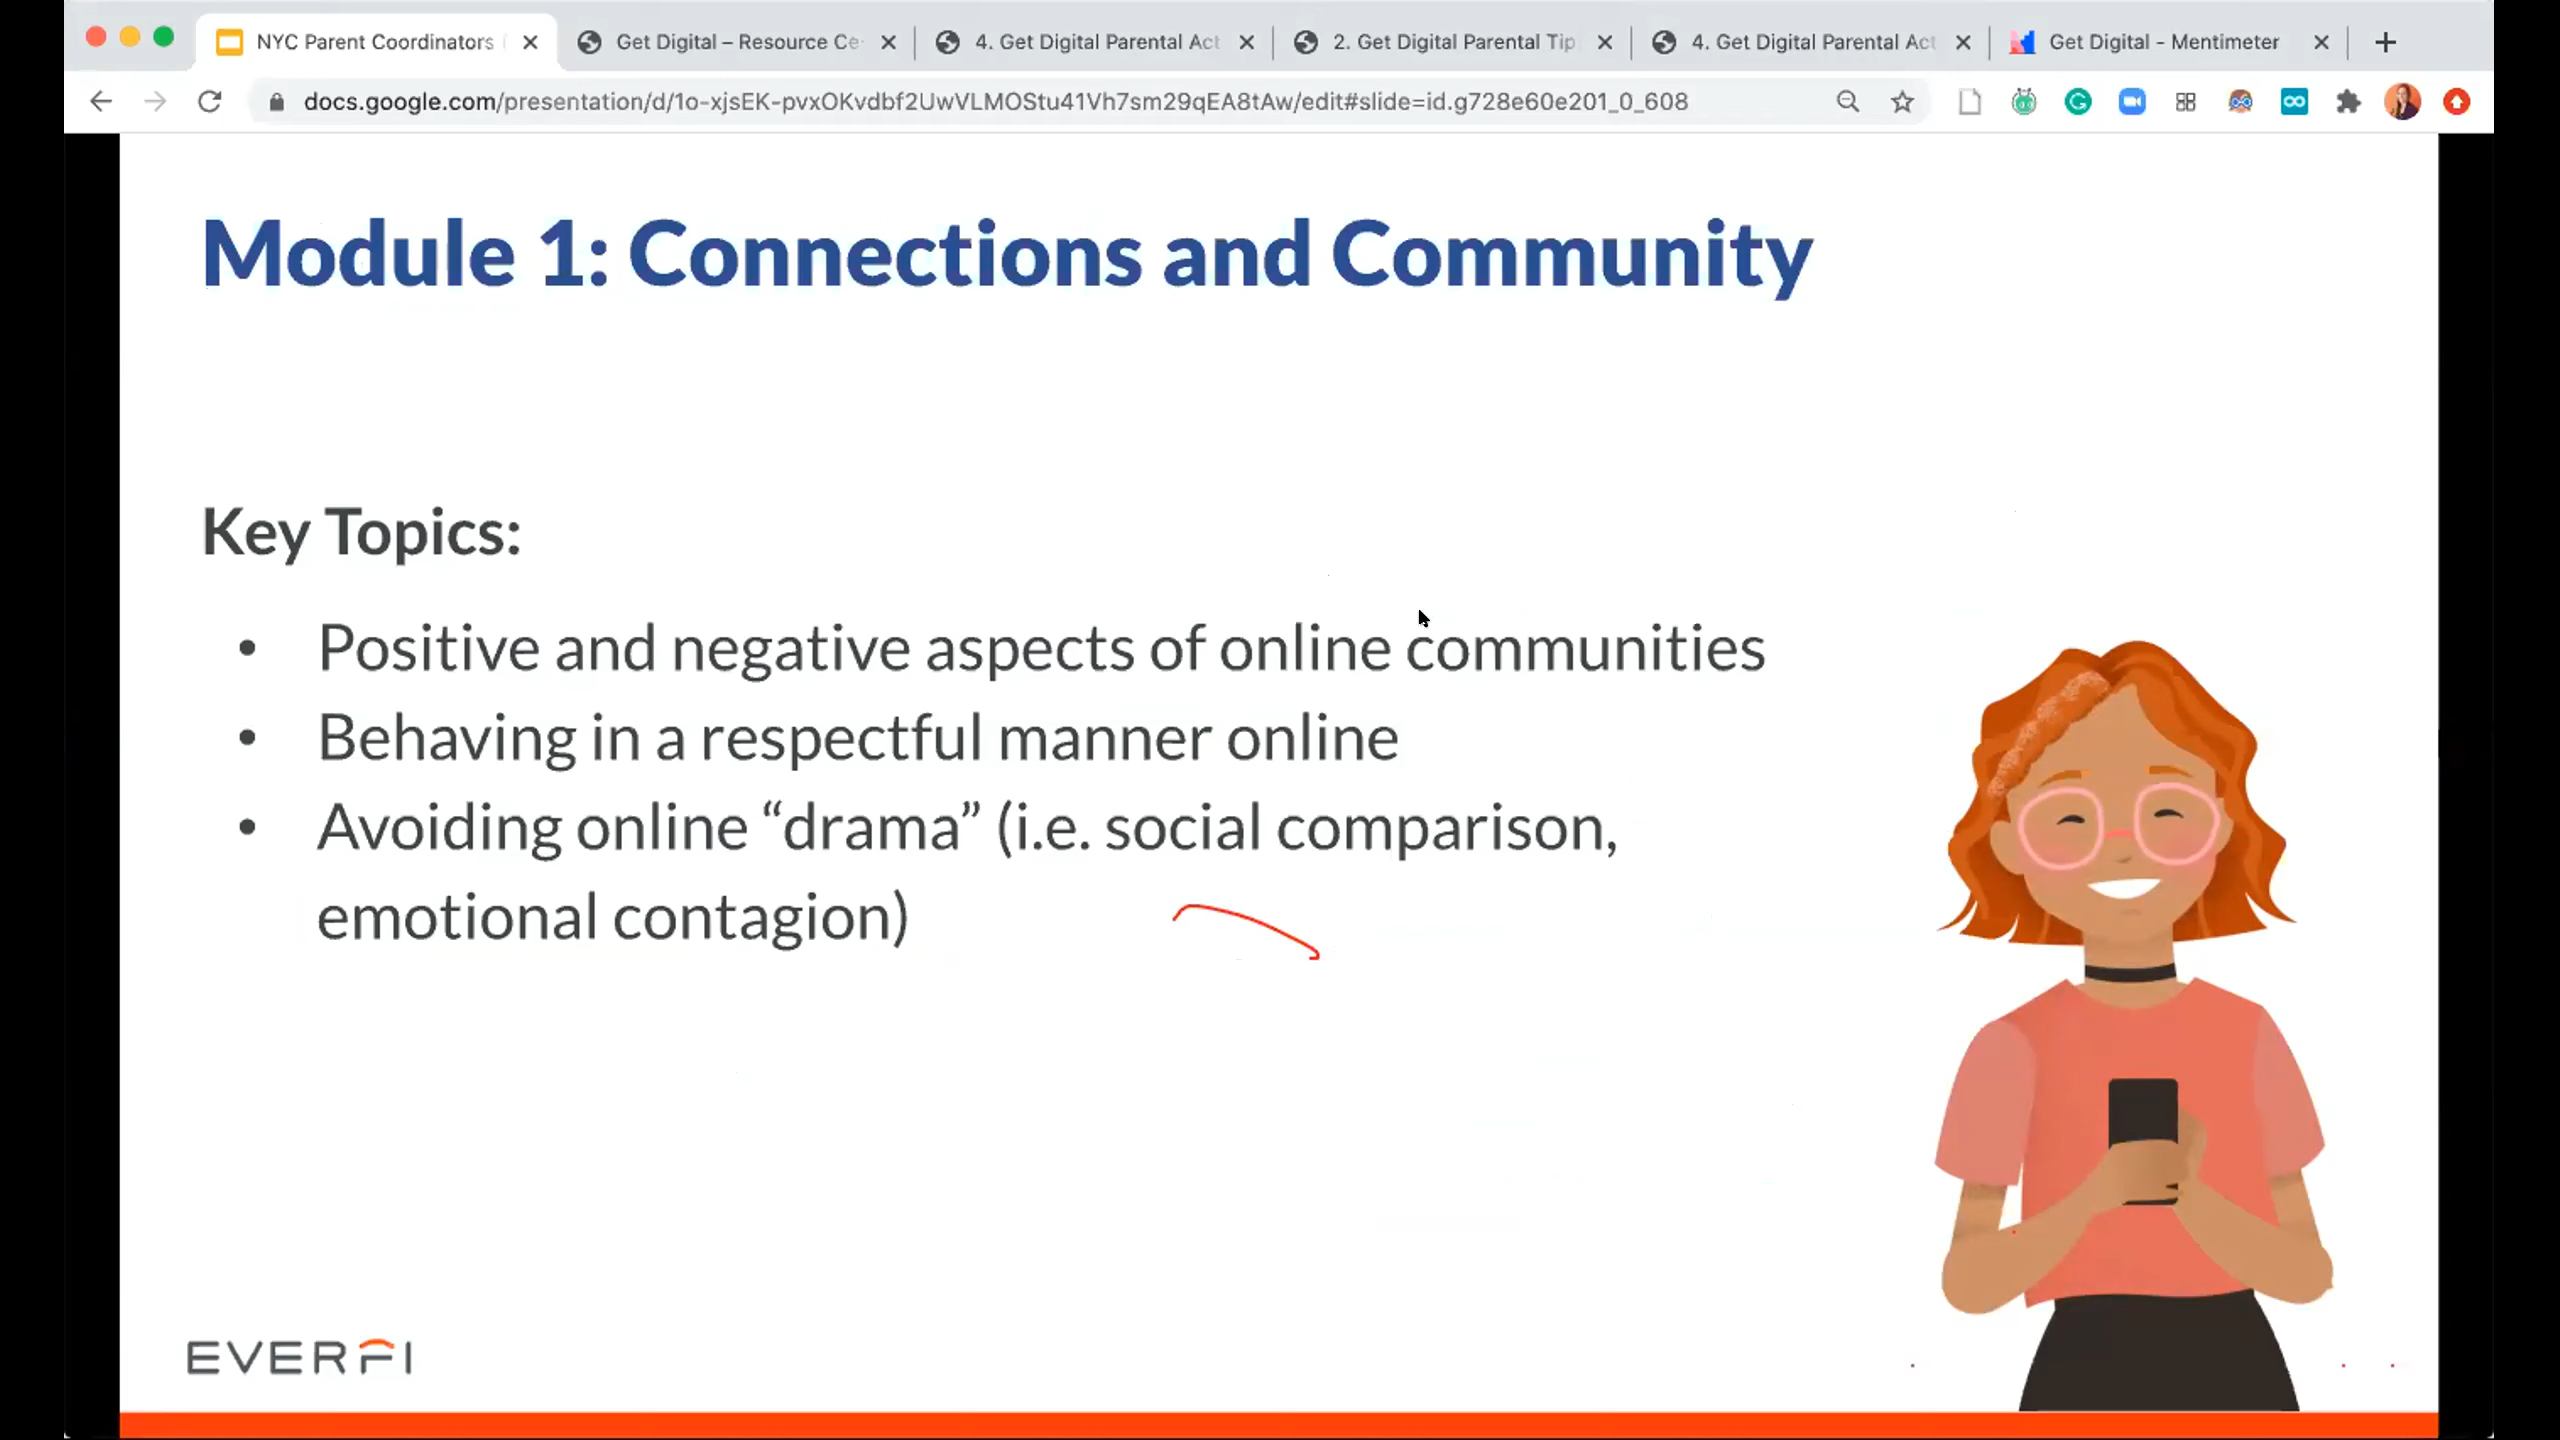 NYC Parent Coordinators
Get Digital – Resource Ce
4. Get Digital Parental Act
2. Get Digital Parental Tip
4. Get Digital Parental Act
Get Digital - Mentimeter
docs.google.com/presentation/d/1o-xjsEK-pvxOKvdbf2UwVLMOStu41Vh7sm29qEA8tAw/edit#slide=id.g728e60e201_0_608
Module 1: Connections and Community
Key Topics:
• Positive and negative aspects of online communities
• Behaving in a respectful manner online
• Avoiding online “drama” (i.e. social comparison,
emotional contagion)
EVERFI